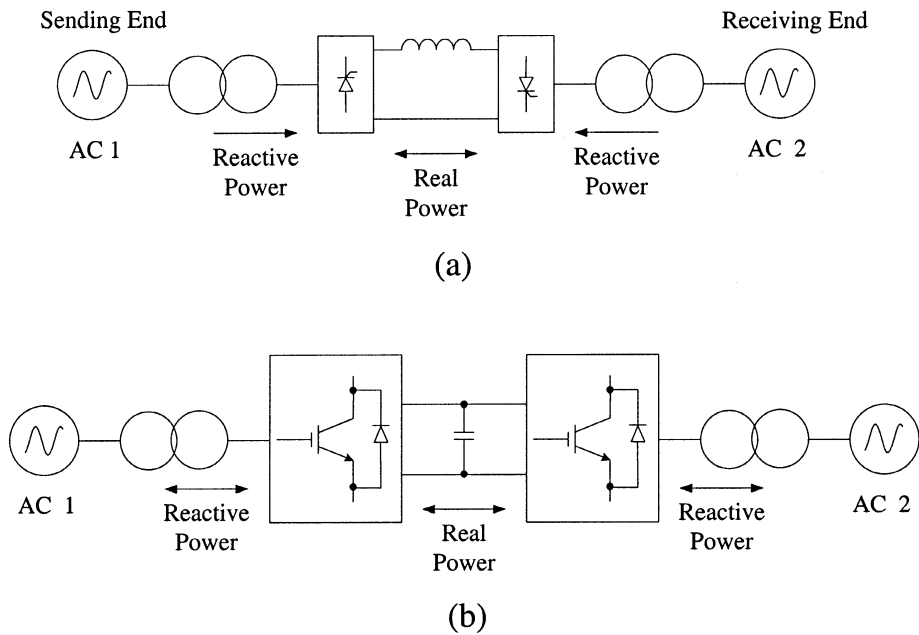 Sending End
Receiving End
AC 1
Reactive
Power
Real
Power
Reactive
Power
AC 2
(a)
AC 1
Reactive
Power
Real
Power
Reactive
Power
AC 2
(b)